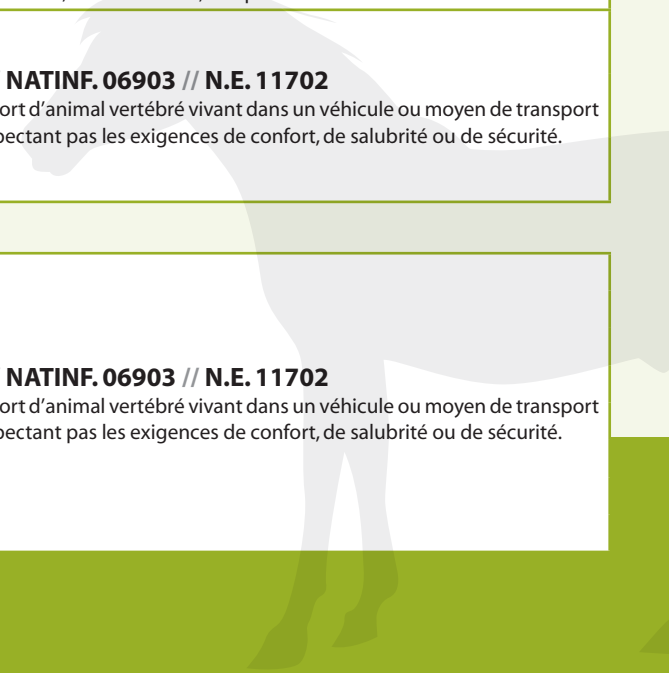 NATINF. 06903 // N.E. 11702
ort d’animal vertébré vivant dans un véhicule ou moyen de transport
pectant pas les exigences de confort, de salubrité ou de sécurité.
NATINF. 06903 // N.E. 11702
ort d’animal vertébré vivant dans un véhicule ou moyen de transport
pectant pas les exigences de confort, de salubrité ou de sécurité.